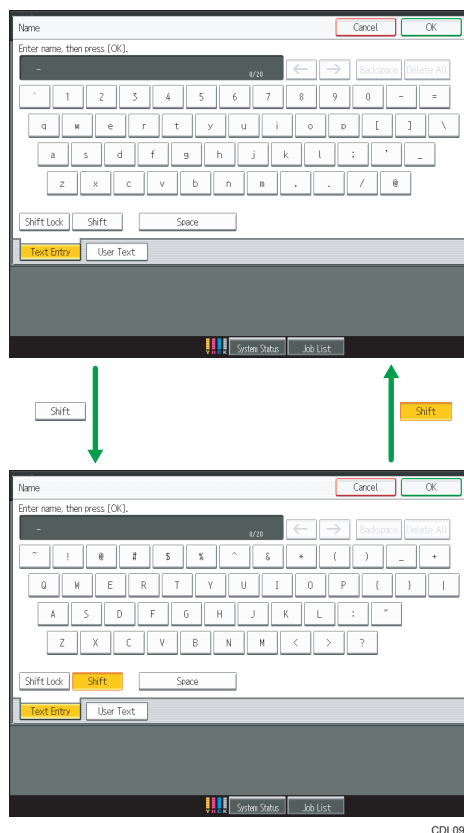 Name Cancel OK
Enter name, then press [OK].
_ 0/20 ← → Backspace Delete All
` 1 2 3 4 5 6 7 8 9 0 - =
q w e r t y u i o p [ ] \
a s d f g h j k l ; ' _
z x c v b n m , . / @
Shift Lock Shift Space
Text Entry User Text
Y M C K System Status Job List
Shift Shift
Name Cancel OK
Enter name, then press [OK].
_ 0/20 ← → Backspace Delete All
~ ! @ # $ % ^ & * ( ) _ +
Q W E R T Y U I O P { } |
A S D F G H J K L : "
Z X C V B N M < > ?
Shift Lock Shift Space
Text Entry User Text
Y M C K System Status Job List
CDL09